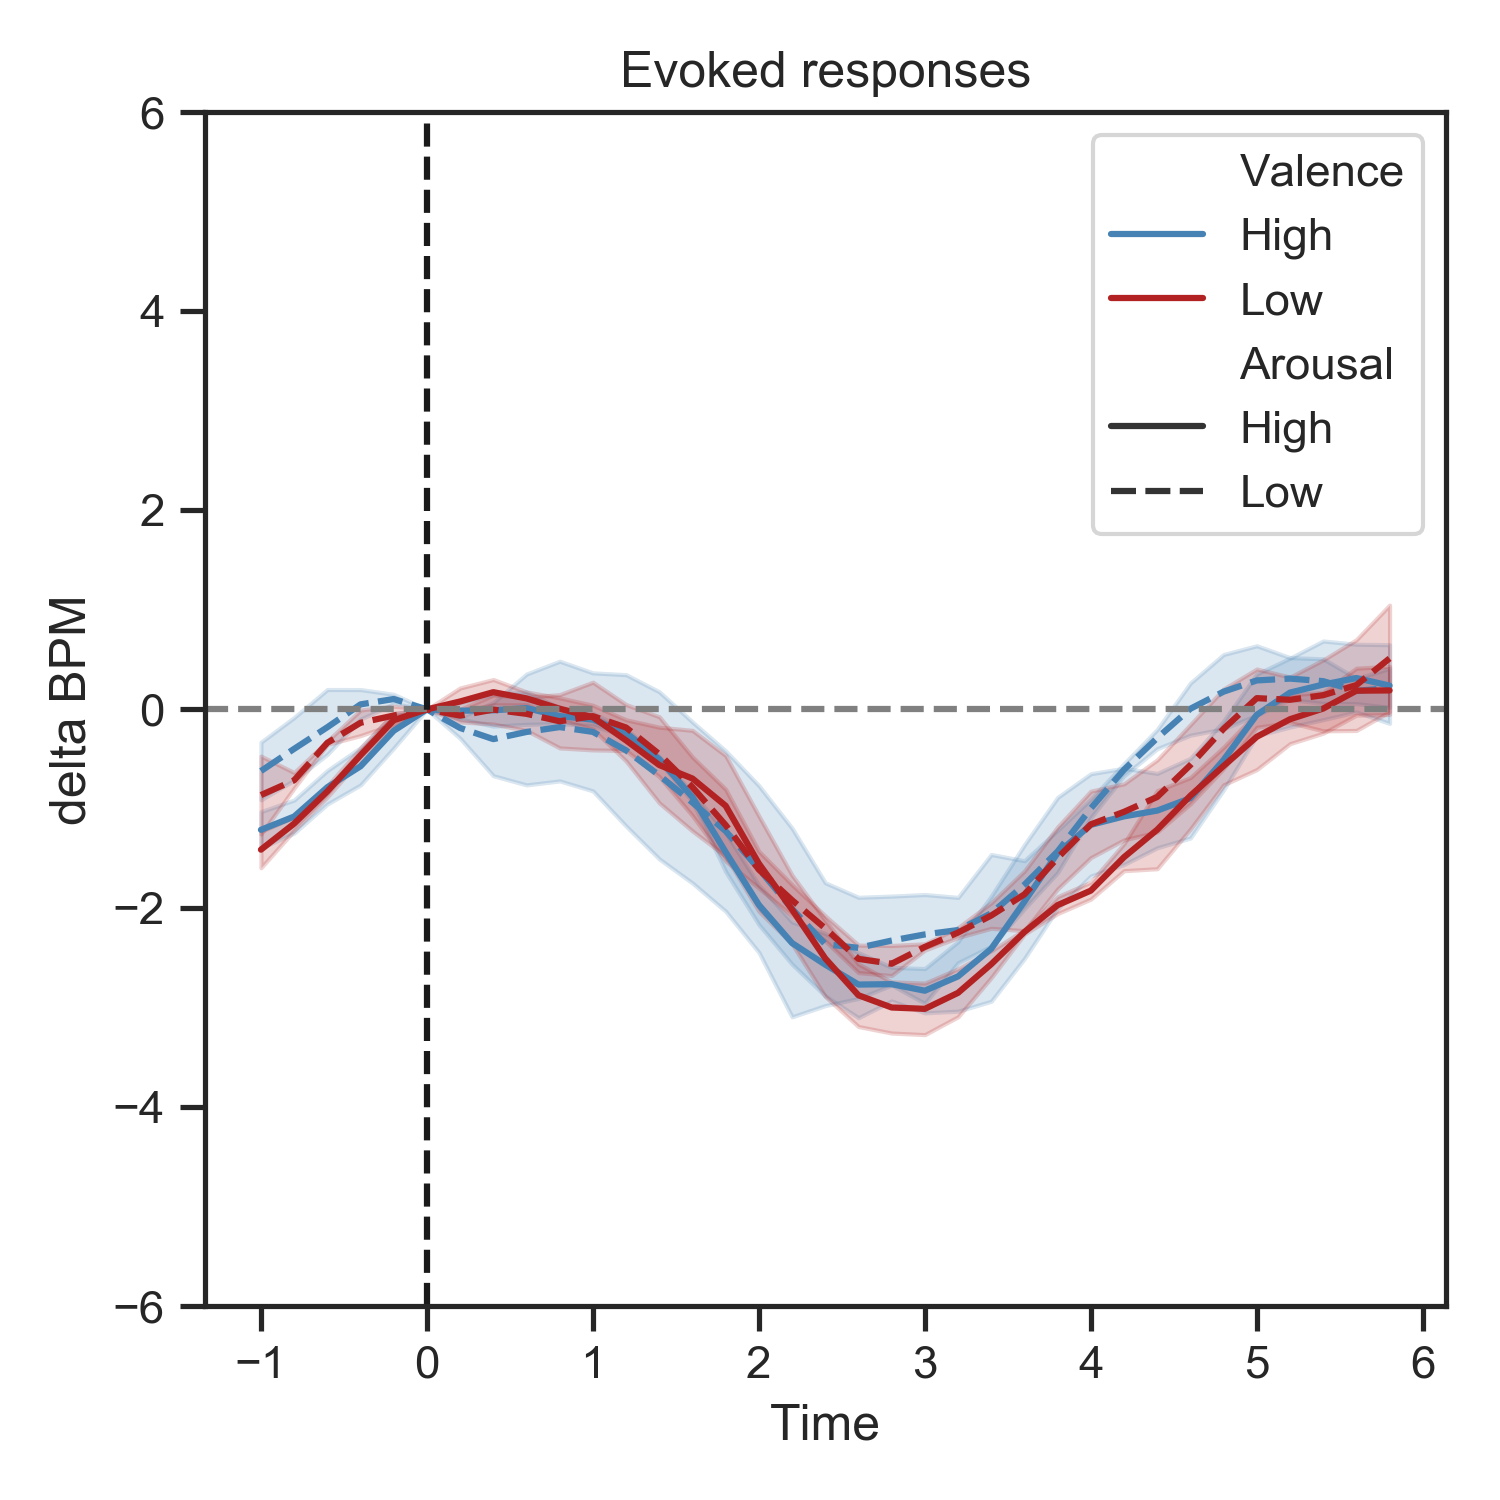 Evoked responses
6
4
2
0
−2
−4
−6
delta BPM
Valence
High
Low
Arousal
High
Low
−1 0 1 2 3 4 5 6
Time